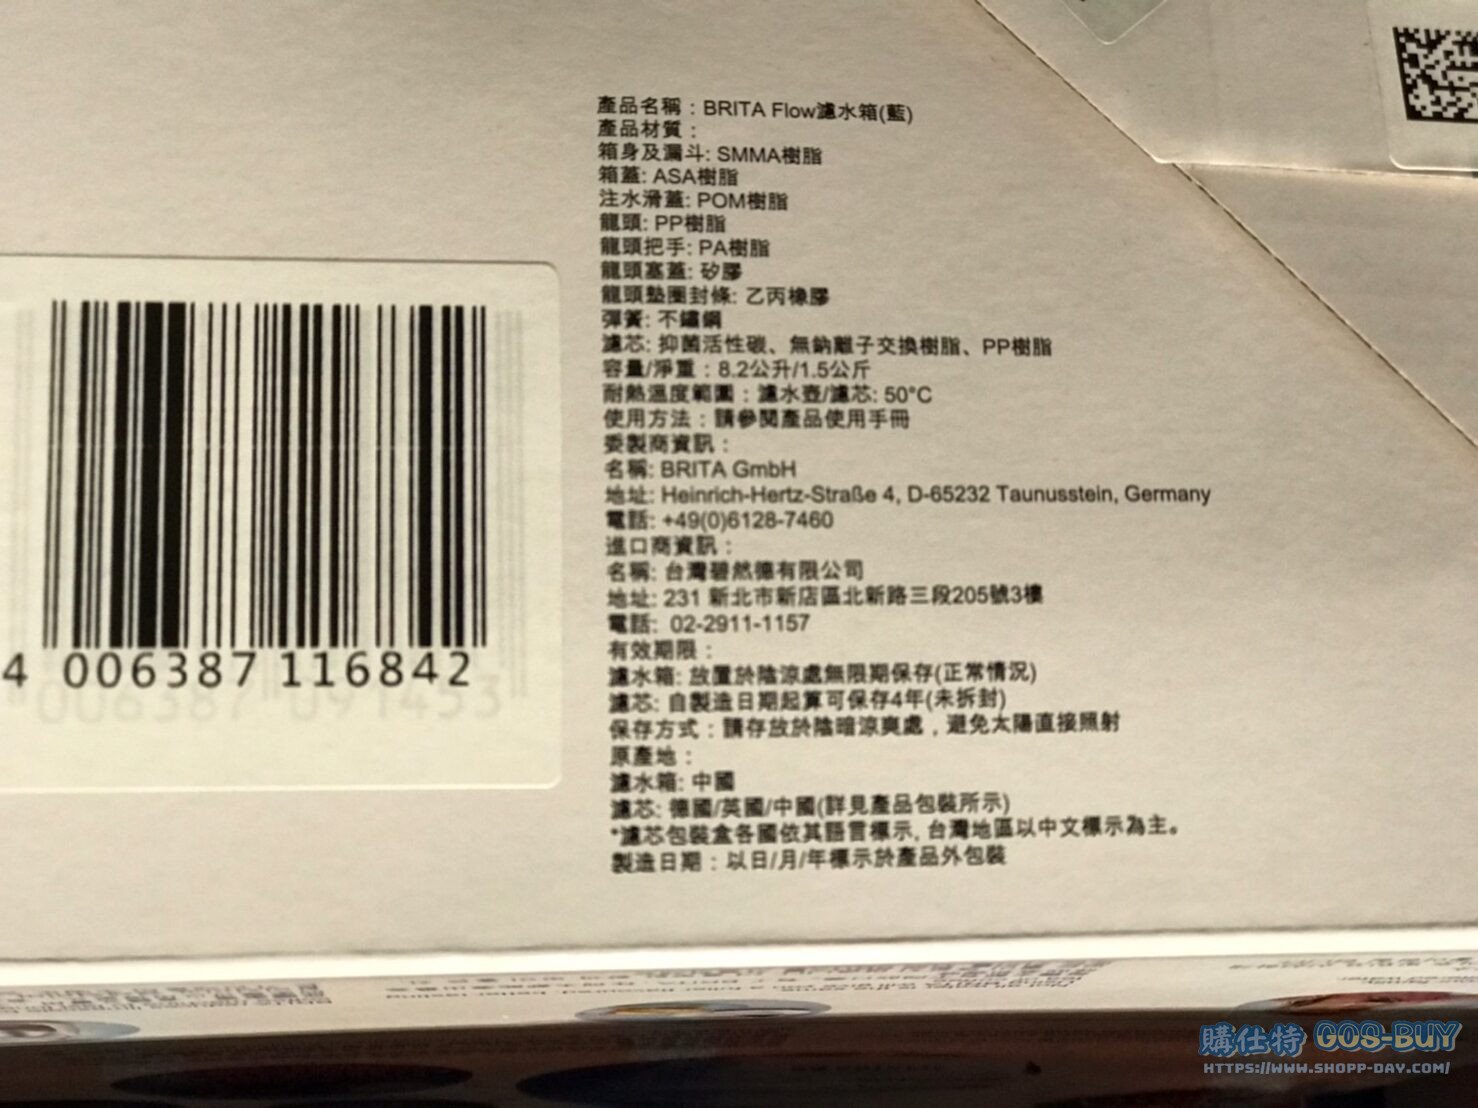 產品名稱：BRITA Flow濾水箱(藍)
產品材質：
箱身及漏斗: SMMA樹脂
箱蓋: ASA樹脂
注水滑蓋: POM樹脂
龍頭: PP樹脂
龍頭把手: PA樹脂
龍頭塞蓋: 矽膠
龍頭墊圈封條: 乙丙橡膠
彈簧: 不鏽鋼
濾芯: 抑菌活性碳、無鈉離子交換樹脂、PP樹脂
容量/淨重：8.2公升/1.5公斤
耐熱溫度範圍：濾水壺/濾芯: 50°C
使用方法：請參閱產品使用手冊
委製商資訊：
名稱: BRITA GmbH
地址: Heinrich-Hertz-Straße 4, D-65232 Taunusstein, Germany
電話: +49(0)6128-7460
進口商資訊：
名稱: 台灣碧然德有限公司
地址: 231 新北市新店區北新路三段205號3樓
電話: 02-2911-1157
有效期限：
濾水箱: 放置於陰涼處無限期保存(正常情況)
濾芯: 自製造日期起算可保存4年(未拆封)
保存方式：請存放於陰暗涼爽處，避免太陽直接照射
原產地：
濾水箱: 中國
濾芯: 德國/英國/中國(詳見產品包裝所示)
*濾芯包裝盒各國依其語言標示, 台灣地區以中文標示為主。
製造日期：以日/月/年標示於產品外包裝
4 006387 116842
006387 091453
購仕特 GOS-BUY
HTTPS://WWW.SHOPP-DAY.COM/